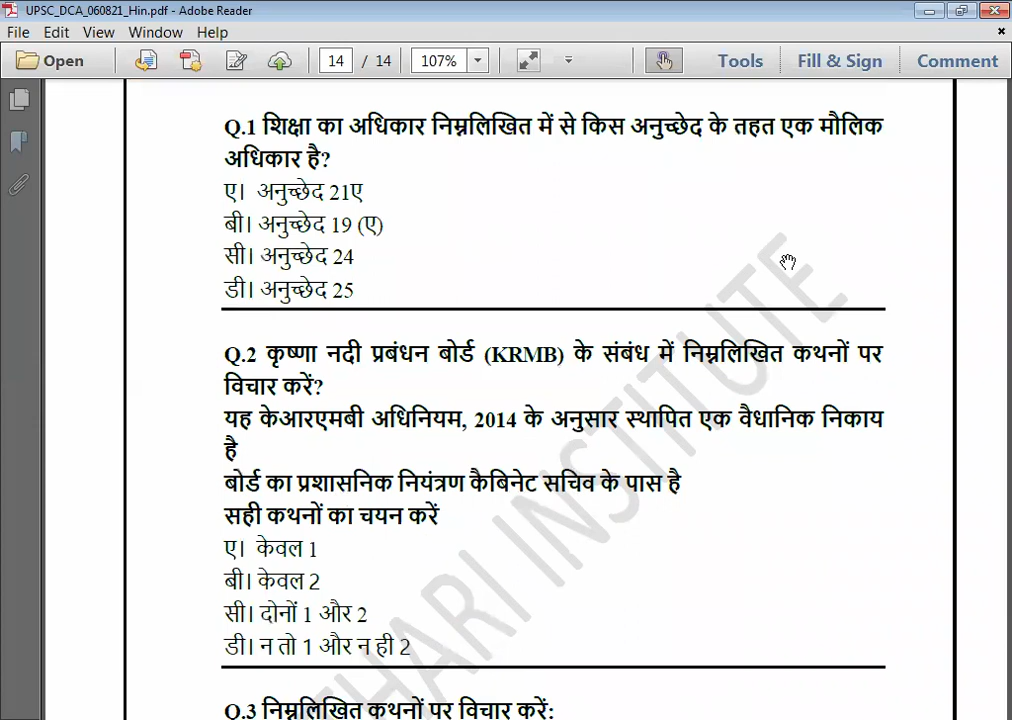 UPSC_DCA_060821_Hin.pdf - Adobe Reader
File Edit View Window Help
Open 14 / 14 107% Tools Fill & Sign Comment
Q.1 शिक्षा का अधिकार निम्नलिखित में से किस अनुच्छेद के तहत एक मौलिक
अधिकार है?
ए। अनुच्छेद 21ए
बी। अनुच्छेद 19 (ए)
सी। अनुच्छेद 24
डी। अनुच्छेद 25
Q.2 कृष्णा नदी प्रबंधन बोर्ड (KRMB) के संबंध में निम्नलिखित कथनों पर
विचार करें?
यह केआरएमबी अधिनियम, 2014 के अनुसार स्थापित एक वैधानिक निकाय
है
बोर्ड का प्रशासनिक नियंत्रण कैबिनेट सचिव के पास है
सही कथनों का चयन करें
ए। केवल 1
बी। केवल 2
सी। दोनों 1 और 2
डी। न तो 1 और न ही 2
Q.3 निम्नलिखित कथनों पर विचार करें:
HARI INSTITUTE